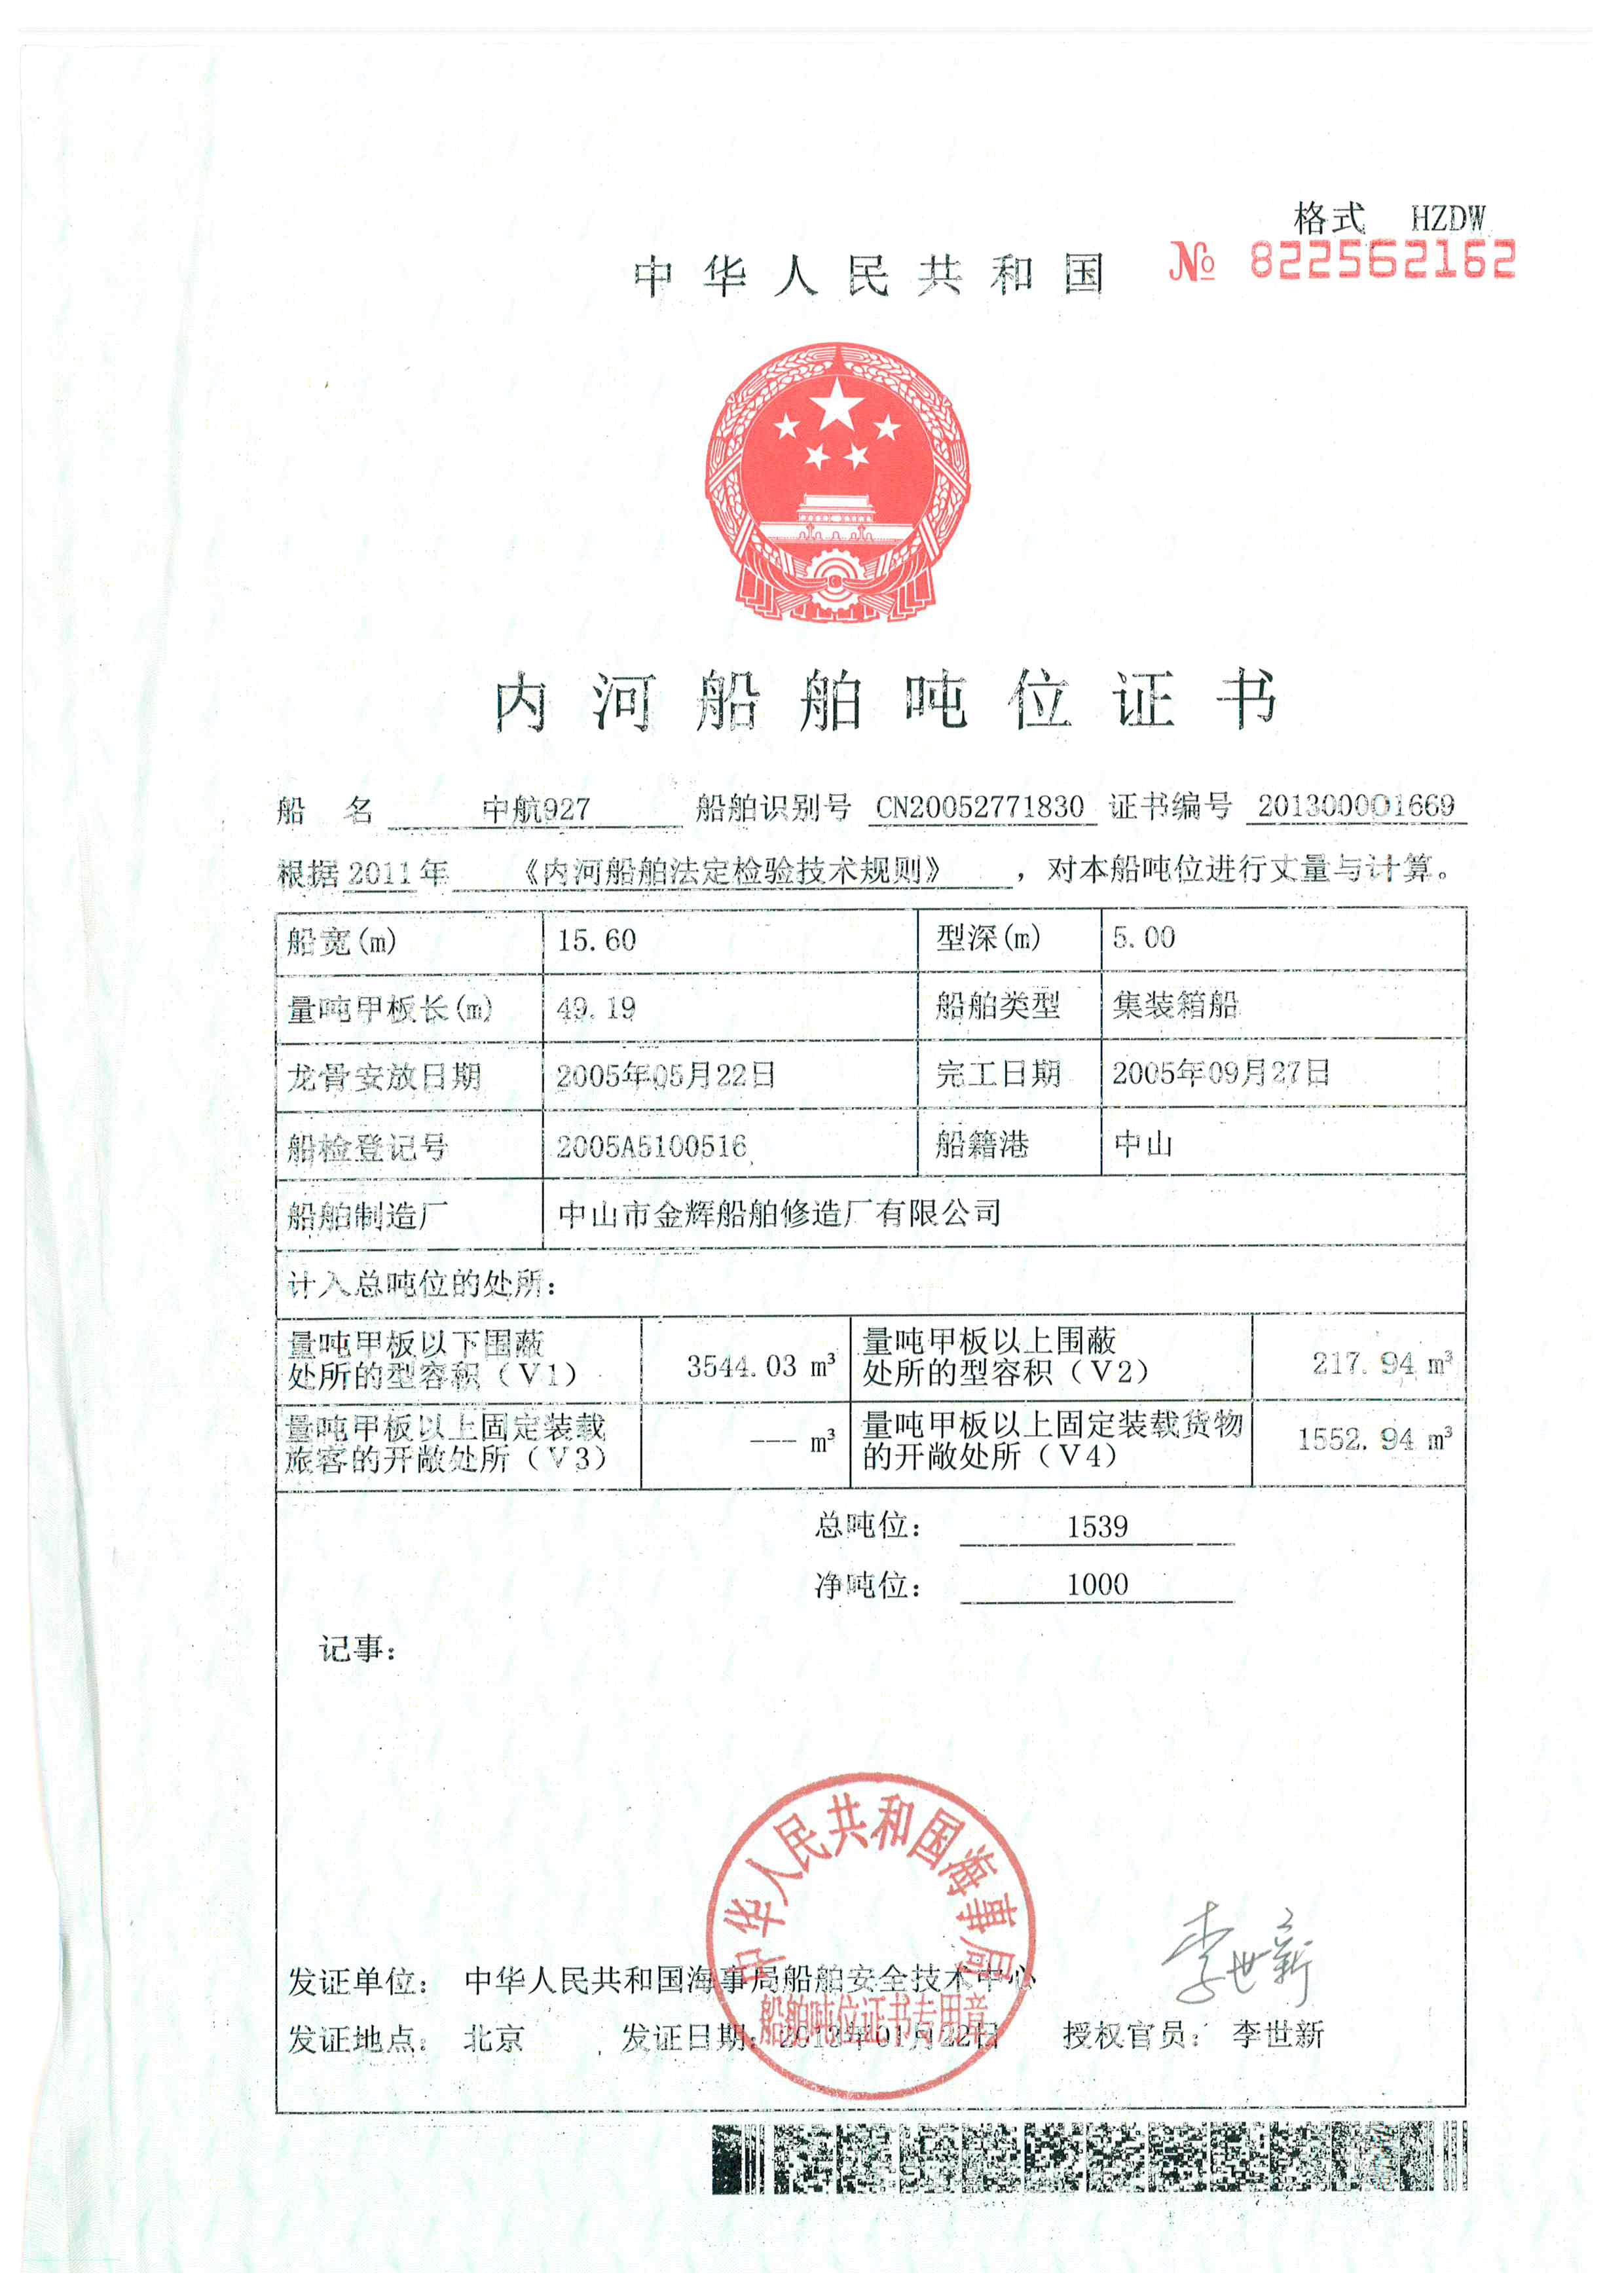 格式 HZDW
中华人民共和国 № 822562162
内河船舶吨位证书
船 名 中航927 船舶识别号 CN20052771830 证书编号 201300001669
根据2011年 《内河船舶法定检验技术规则》 ，对本船吨位进行丈量与计算。
船宽(m) 15.60 型深(m) 5.00
量吨甲板长(m) 49.19 船舶类型 集装箱船
龙骨安放日期 2005年05月22日 完工日期 2005年09月27日
船检登记号 2005A5100516 船籍港 中山
船舶制造厂 中山市金辉船舶修造厂有限公司
计入总吨位的处所：
量吨甲板以下围蔽
处所的型容积（V1） 3544.03 m³
量吨甲板以上围蔽
处所的型容积（V2） 217.94 m³
量吨甲板以上固定装载
旅客的开敞处所（V3） --- m³
量吨甲板以上固定装载货物
的开敞处所（V4） 1552.94 m³
总吨位： 1539
净吨位： 1000
记事：
中华人民共和国海事局
李世新
发证单位： 中华人民共和国海事局船舶安全技术中心
船舶吨位证书专用章
发证地点： 北京 发证日期：2013年01月22日 授权官员： 李世新